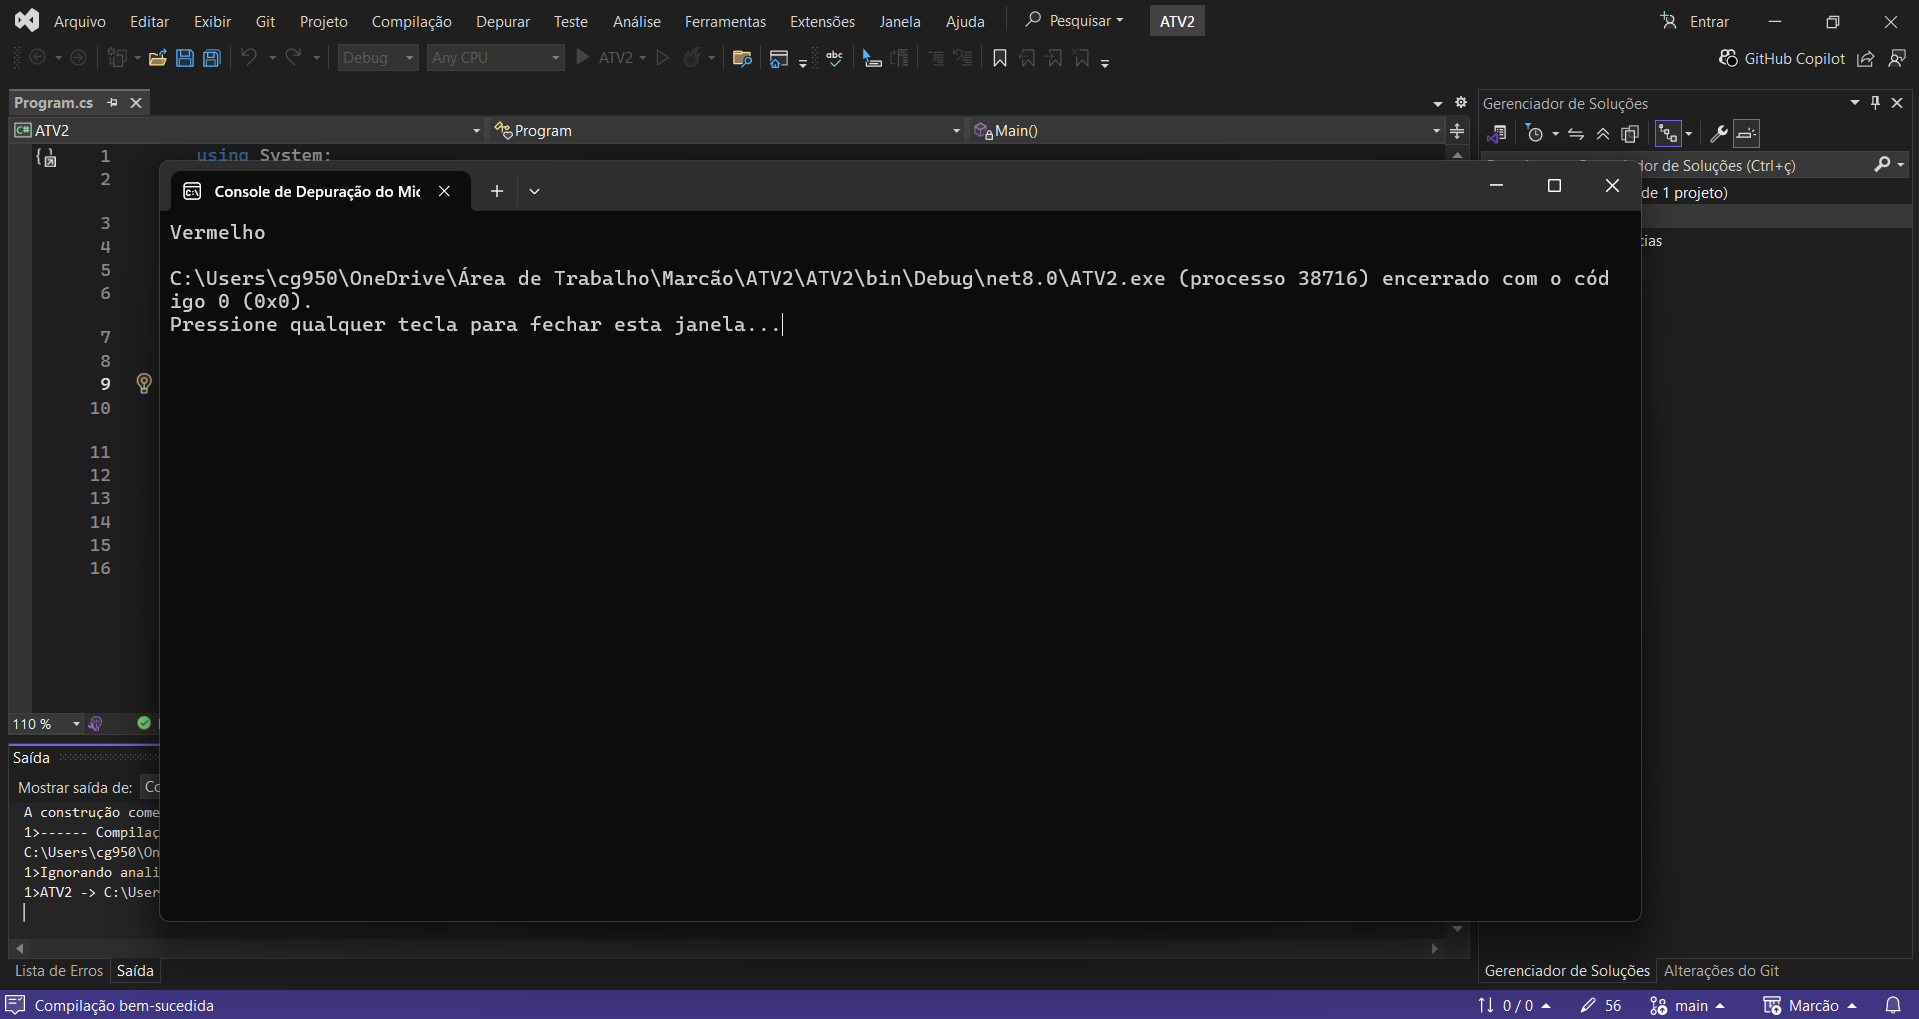 Arquivo Editar Exibir Git Projeto Compilação Depurar Teste Análise Ferramentas Extensões Janela Ajuda Pesquisar ATV2 Entrar
Debug Any CPU ATV2 abc GitHub Copilot
Program.cs
Gerenciador de Soluções
C# ATV2 Program Main()
1 using System;
2
3
4
5
6
7
8
9
10
11
12
13
14
15
16
dor de Soluções (Ctrl+ç)
de 1 projeto)
cias
Console de Depuração do Mic
Vermelho
C:\Users\cg950\OneDrive\Área de Trabalho\Marcão\ATV2\ATV2\bin\Debug\net8.0\ATV2.exe (processo 38716) encerrado com o cód
igo 0 (0x0).
Pressione qualquer tecla para fechar esta janela...
110 %
Saída
Mostrar saída de: Co
A construção come
1>------ Compilaç
C:\Users\cg950\On
1>Ignorando anali
1>ATV2 -> C:\User
Lista de Erros Saída
Gerenciador de Soluções Alterações do Git
Compilação bem-sucedida 0 / 0 56 main Marcão